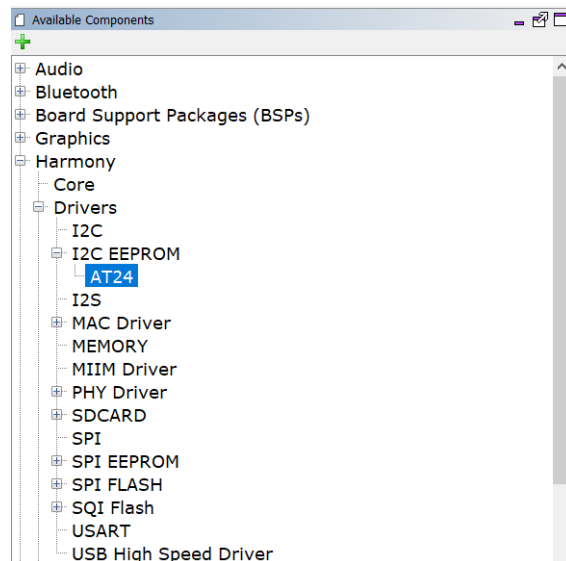 Available Components
Audio
Bluetooth
Board Support Packages (BSPs)
Graphics
Harmony
Core
Drivers
I2C
I2C EEPROM
AT24
I2S
MAC Driver
MEMORY
MIIM Driver
PHY Driver
SDCARD
SPI
SPI EEPROM
SPI FLASH
SQI Flash
USART
USB High Speed Driver